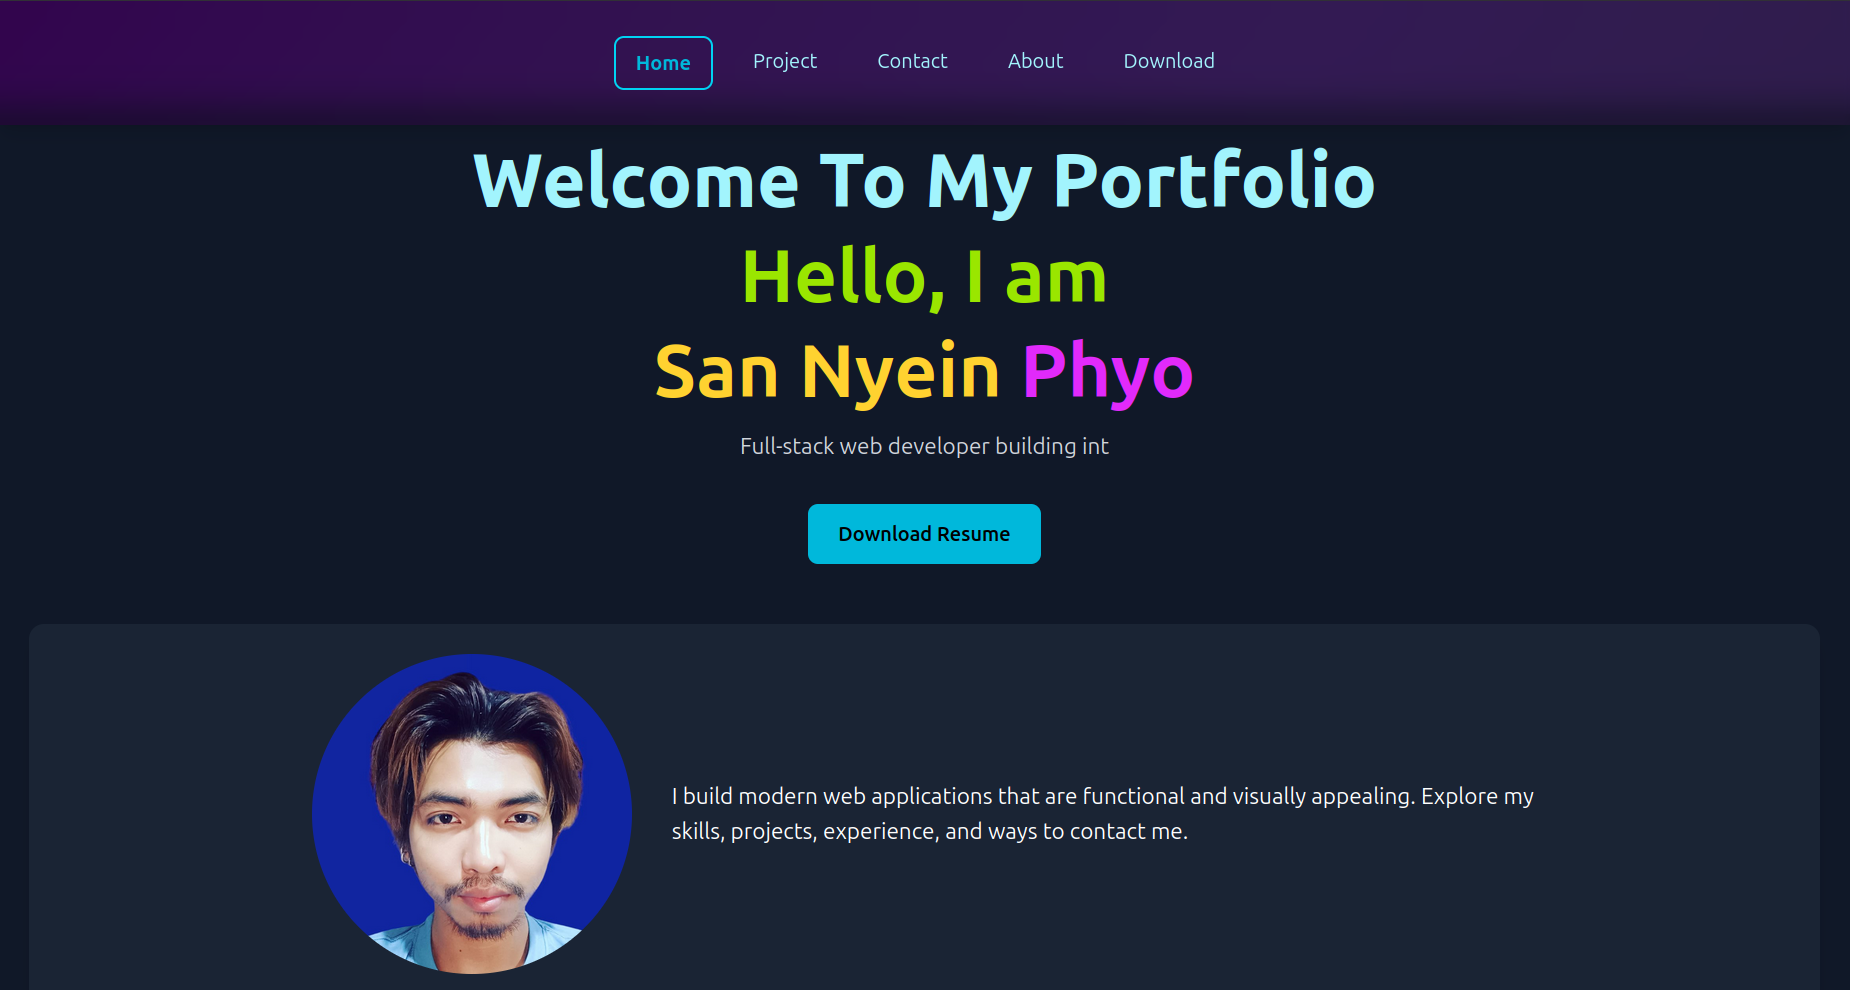 Home Project Contact About Download
Welcome To My Portfolio
Hello, I am
San Nyein Phyo
Full-stack web developer building int
Download Resume
I build modern web applications that are functional and visually appealing. Explore my
skills, projects, experience, and ways to contact me.